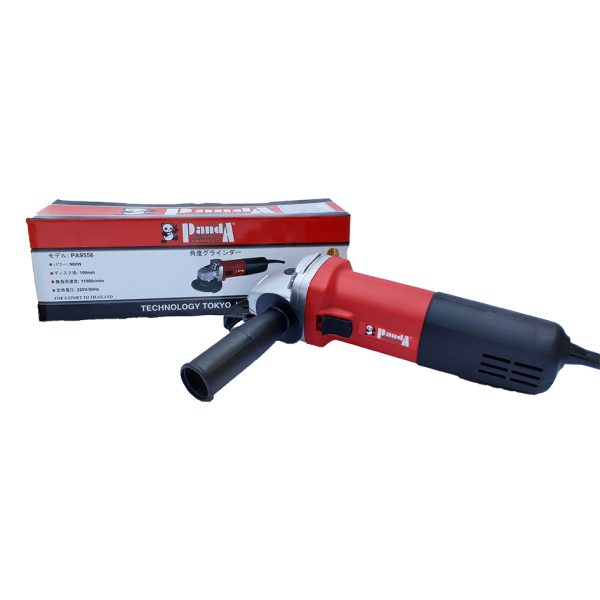 PandA
モデル: PA9556
角度グラインダー
● パワー: 900W
● ディスク径: 100mm
● 無負荷速度: 11000r/min
● 定格電圧: 220V/50Hz
FOR EXPORT TO THAILAND
TECHNOLOGY TOKYO
PandA